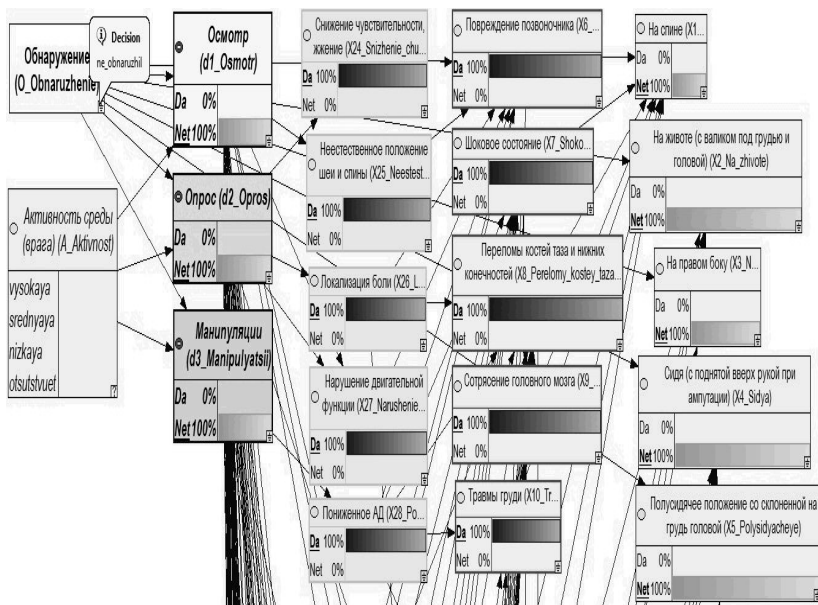 Обнаружение
(O_Obnaruzhenie)
Decision
ne_obnaruzhil
Активность среды
(врага) (A_Aktivnost)
vysokaya
srednyaya
nizkaya
otsutstvuet
Осмотр
(d1_Osmotr)
Da 0%
Net 100%
Опрос (d2_Opros)
Da 0%
Net 100%
Манипуляции
(d3_Manipulyatsii)
Da 0%
Net 100%
Снижение чувствительности,
жжение (X24_Snizhenie_chu...
Da 100%
Net 0%
Неестественное положение
шеи и спины (X25_Neestest...
Da 100%
Net 0%
Локализация боли (X26_L...
Da 100%
Net 0%
Нарушение двигательной
функции (X27_Narushenie...
Da 100%
Net 0%
Пониженное АД (X28_Po...
Da 100%
Net 0%
Повреждение позвоночника (X6_...
Da 100%
Net 0%
Шоковое состояние (X7_Shoko...
Da 100%
Net 0%
Переломы костей таза и нижних
конечностей (X8_Perelomy_kostey_taza...
Da 100%
Net 0%
Сотрясение головного мозга (X9_...
Da 100%
Net 0%
Травмы груди (X10_Tr...
Da 100%
Net 0%
На спине (X1...
Da 0%
Net 100%
На животе (с валиком под грудью и
головой) (X2_Na_zhivote)
Da 0%
Net 100%
На правом боку (X3_N...
Da 0%
Net 100%
Сидя (с поднятой вверх рукой при
ампутации) (X4_Sidya)
Da 0%
Net 100%
Полусидячее положение со склоненной на
грудь головой (X5_Polysidyacheye)
Da 0%
Net 100%